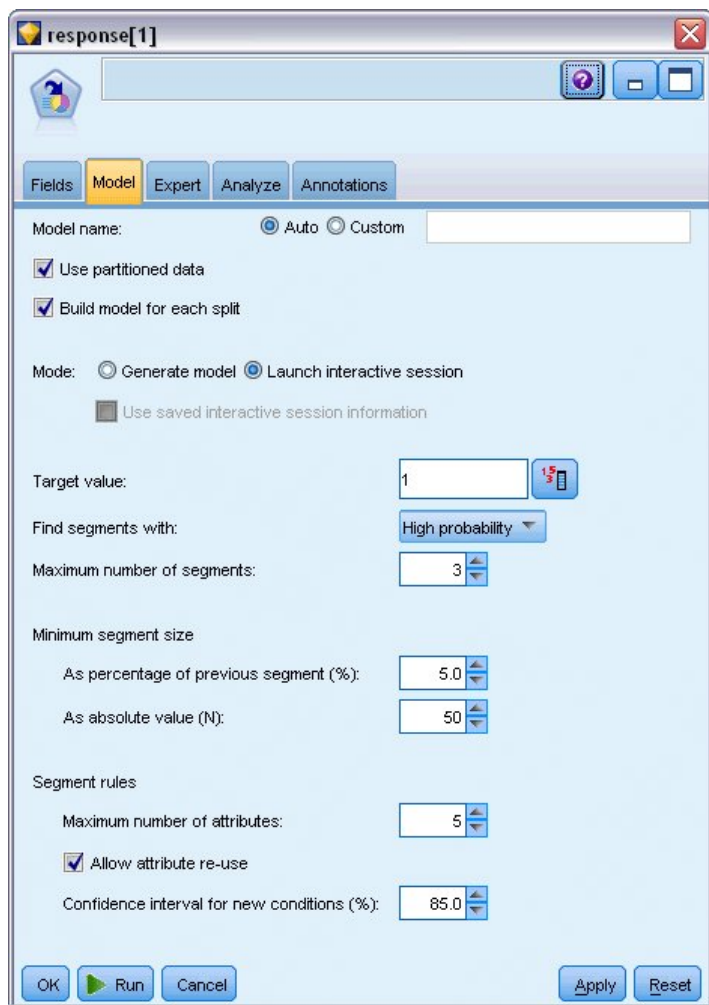 response[1]
Fields Model Expert Analyze Annotations
Model name: Auto Custom
Use partitioned data
Build model for each split
Mode: Generate model Launch interactive session
Use saved interactive session information
Target value: 1
Find segments with: High probability
Maximum number of segments: 3
Minimum segment size
As percentage of previous segment (%): 5.0
As absolute value (N): 50
Segment rules
Maximum number of attributes: 5
Allow attribute re-use
Confidence interval for new conditions (%): 85.0
OK Run Cancel Apply Reset